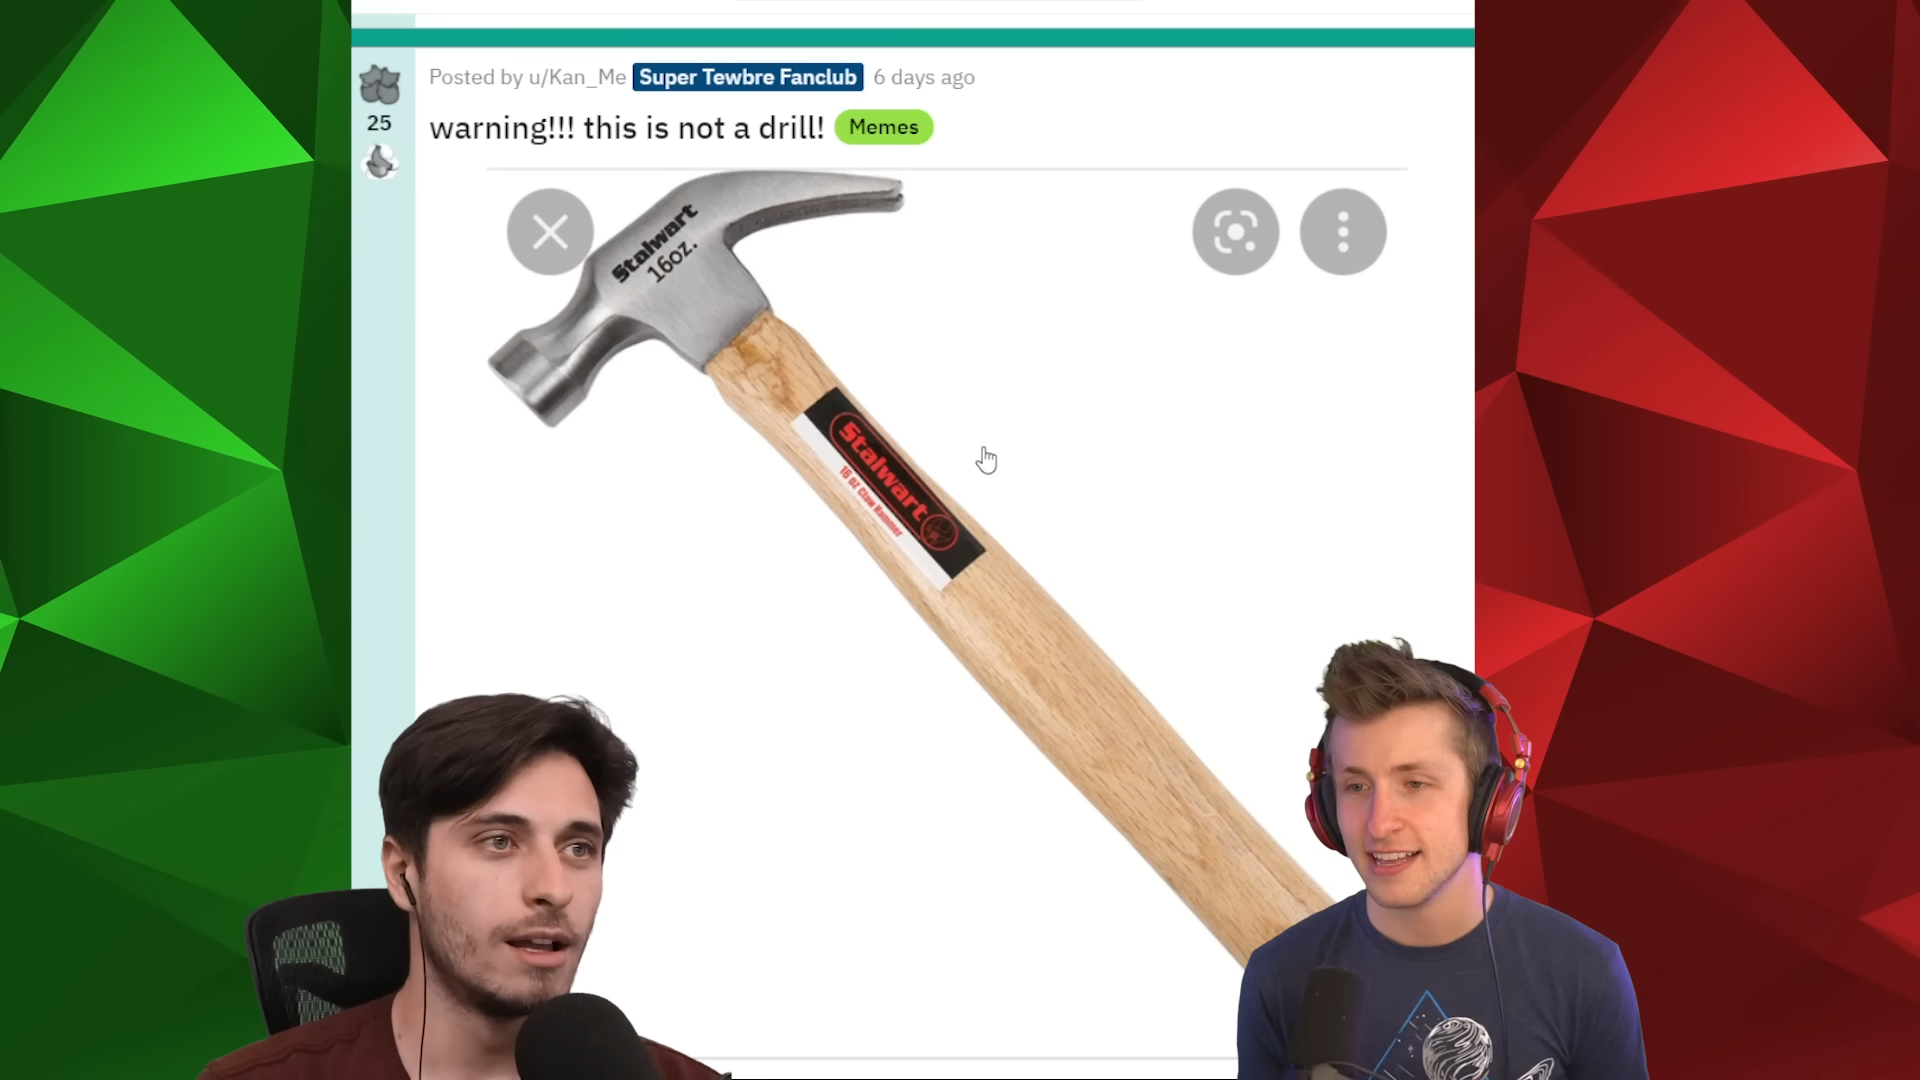 Posted by u/Kan_Me Super Tewbre Fanclub 6 days ago
25
warning!!! this is not a drill! Memes
Stalwart
16oz.
Stalwart
16 oz Claw Hammer